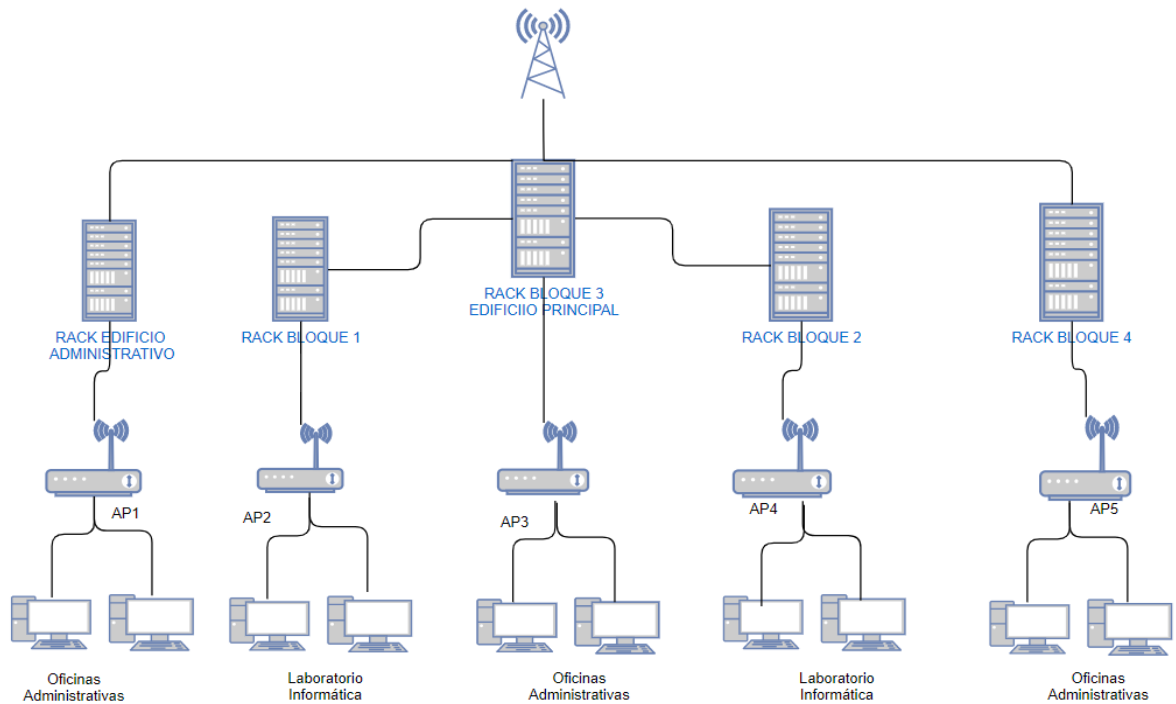 RACK BLOQUE 3
EDIFICIIO PRINCIPAL
RACK EDIFICIO
ADMINISTRATIVO
RACK BLOQUE 1
RACK BLOQUE 2
RACK BLOQUE 4
AP1
AP2
AP3
AP4
AP5
Oficinas
Administrativas
Laboratorio
Informática
Oficinas
Administrativas
Laboratorio
Informática
Oficinas
Administrativas